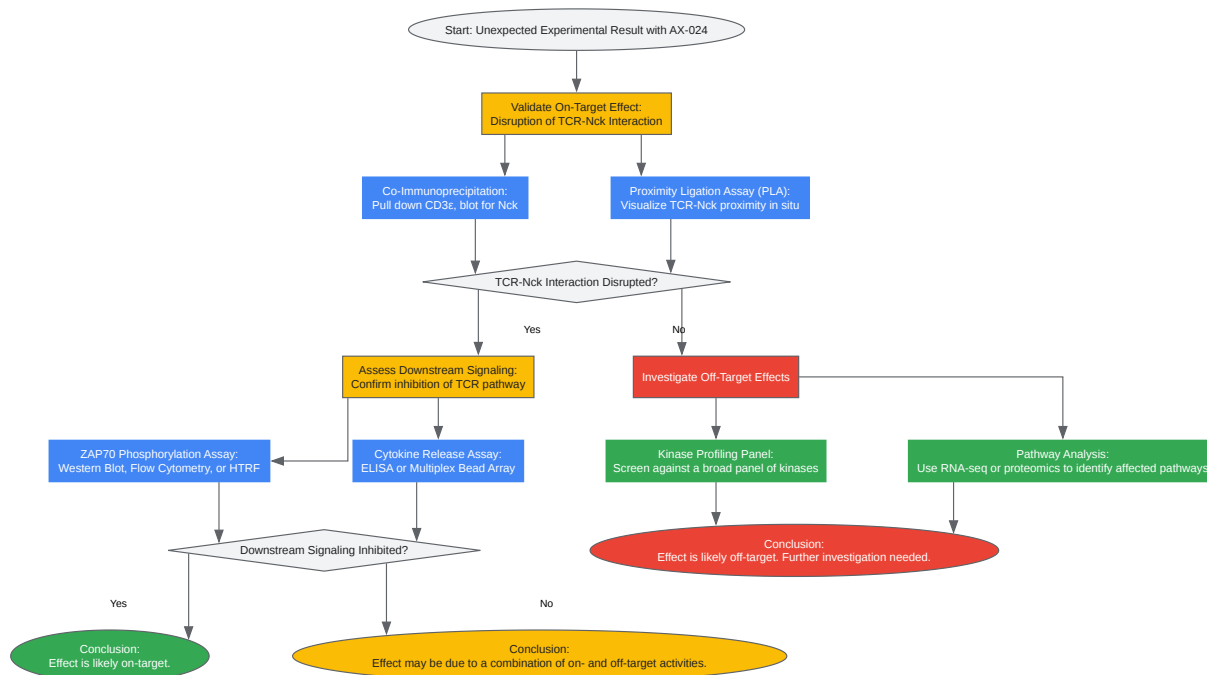 Start: Unexpected Experimental Result with AX-024
Validate On-Target Effect:
Disruption of TCR-Nck Interaction
Co-Immunoprecipitation:
Pull down CD3ε, blot for Nck
Proximity Ligation Assay (PLA):
Visualize TCR-Nck proximity in situ
TCR-Nck Interaction Disrupted?
Yes
No
Assess Downstream Signaling:
Confirm inhibition of TCR pathway
Investigate Off-Target Effects
ZAP70 Phosphorylation Assay:
Western Blot, Flow Cytometry, or HTRF
Cytokine Release Assay:
ELISA or Multiplex Bead Array
Kinase Profiling Panel:
Screen against a broad panel of kinases
Pathway Analysis:
Use RNA-seq or proteomics to identify affected pathways
Downstream Signaling Inhibited?
Conclusion:
Effect is likely off-target. Further investigation needed.
Yes
No
Conclusion:
Effect is likely on-target.
Conclusion:
Effect may be due to a combination of on- and off-target activities.